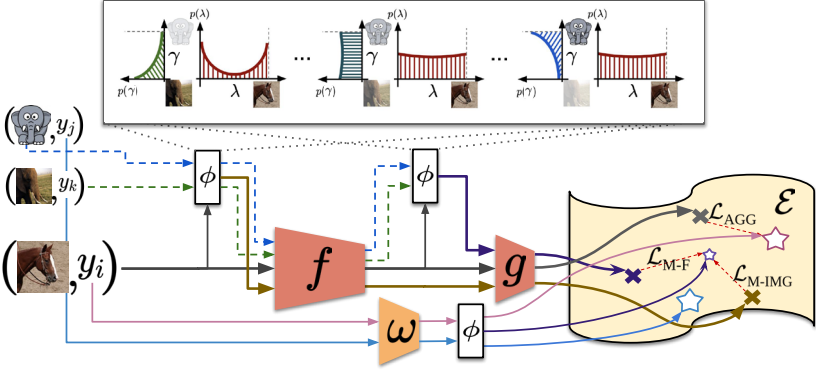 p(λ) p(λ) p(λ)
γ γ γ
... ...
p(γ) λ p(γ) λ p(γ) λ
( , y_j)
( , y_k)
( , y_i)
ϕ ϕ
f g
ω ϕ
ℰ
ℒ_AGG
ℒ_M-F
ℒ_M-IMG